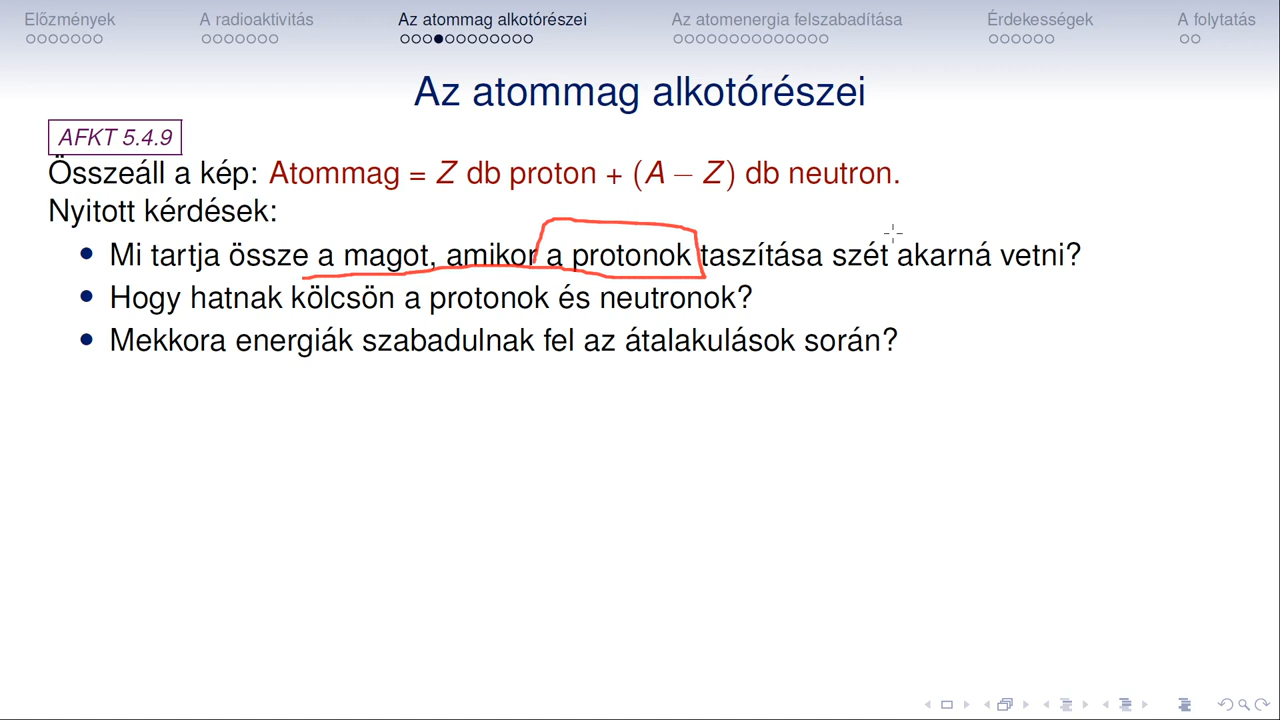 Előzmények A radioaktivitás Az atommag alkotórészei Az atomenergia felszabadítása Érdekességek A folytatás
Az atommag alkotórészei
AFKT 5.4.9
Összeáll a kép: Atommag = Z db proton + (A − Z) db neutron.
Nyitott kérdések:
• Mi tartja össze a magot, amikor a protonok taszítása szét akarná vetni?
• Hogy hatnak kölcsön a protonok és neutronok?
• Mekkora energiák szabadulnak fel az átalakulások során?